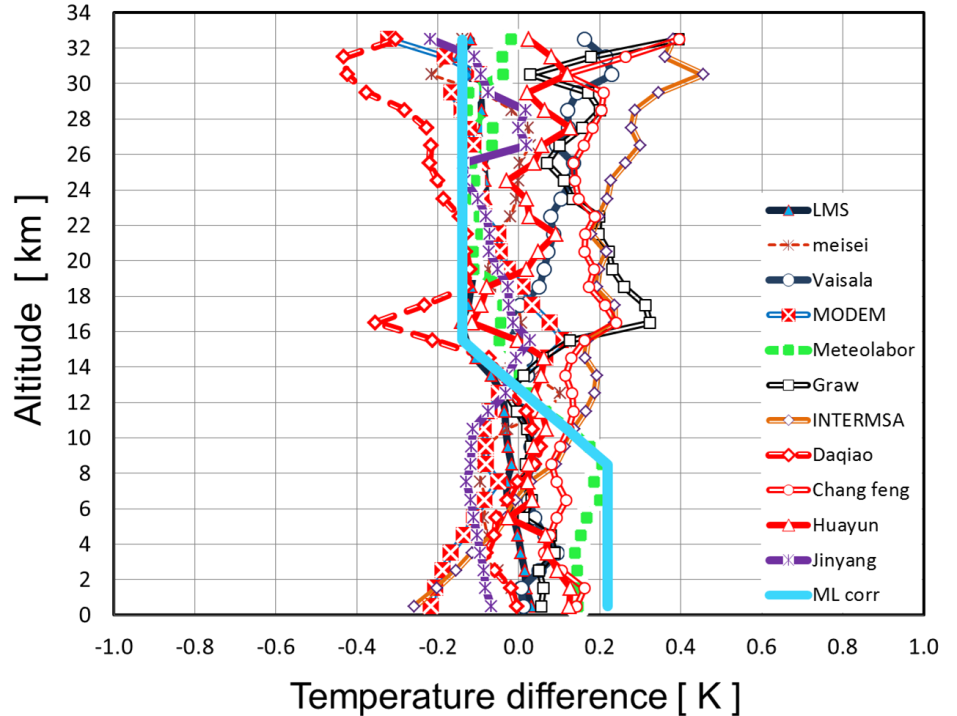 34
32
30
28
26
24
22
20
18
16
14
12
10
8
6
4
2
0
Altitude [ km ]
LMS
meisei
Vaisala
MODEM
Meteolabor
Graw
INTERMSA
Daqiao
Chang feng
Huayun
Jinyang
ML corr
-1.0 -0.8 -0.6 -0.4 -0.2 0.0 0.2 0.4 0.6 0.8 1.0
Temperature difference [ K ]